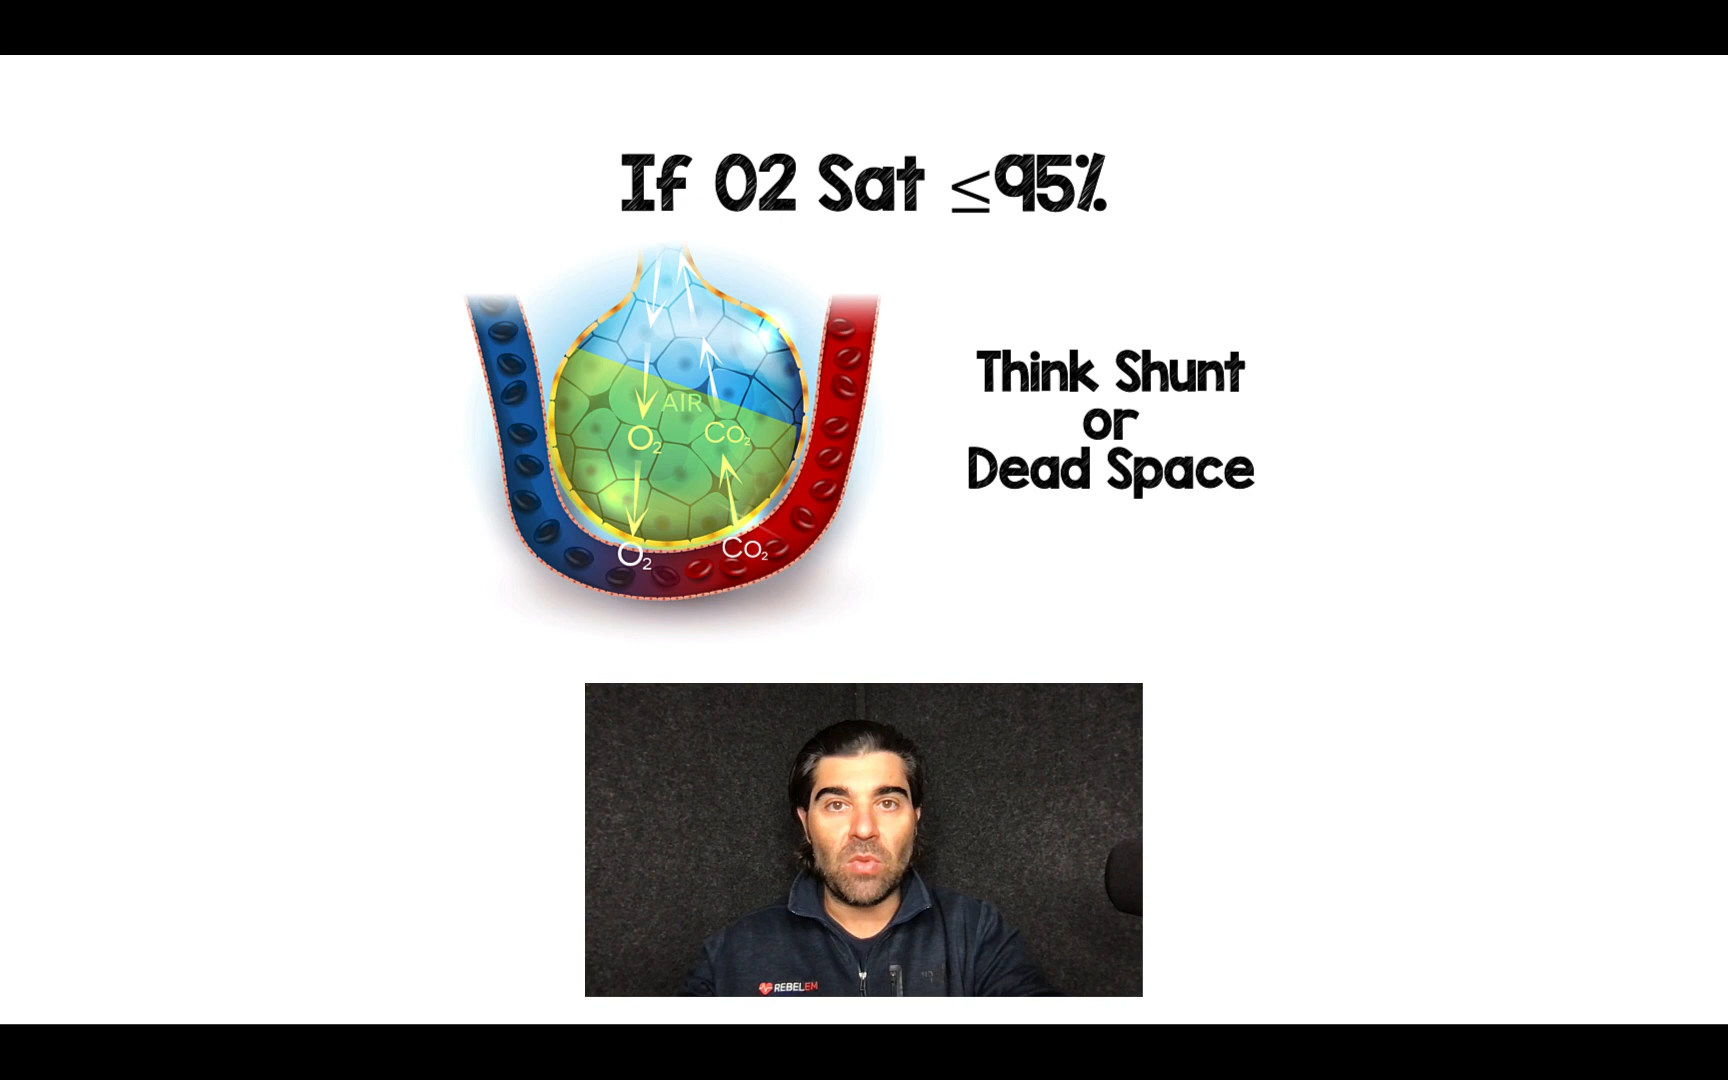 If O2 Sat ≤95%
AIR
O2
CO2
O2
CO2
Think Shunt
or
Dead Space
REBELEM